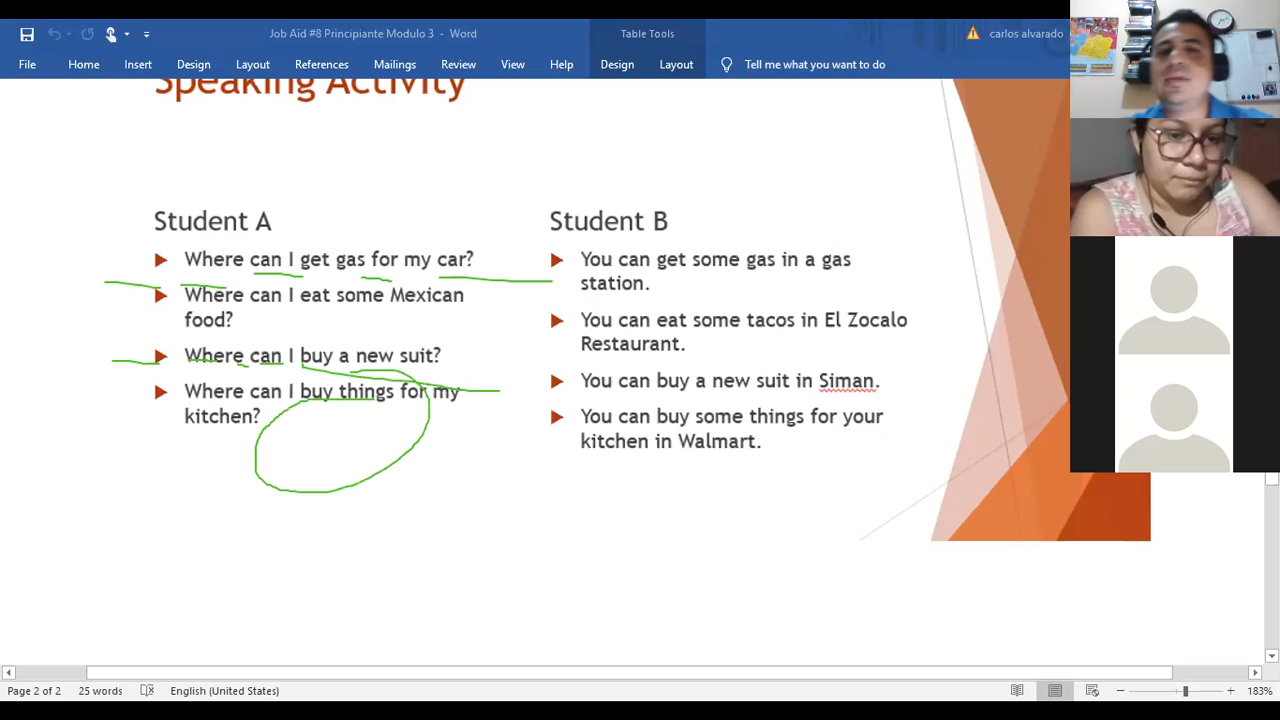 Job Aid #8 Principiante Modulo 3 - Word
Table Tools
carlos alvarado
File Home Insert Design Layout References Mailings Review View Help Design Layout Tell me what you want to do
Speaking Activity
Student A
Where can I get gas for my car?
Where can I eat some Mexican
food?
Where can I buy a new suit?
Where can I buy things for my
kitchen?
Student B
You can get some gas in a gas
station.
You can eat some tacos in El Zocalo
Restaurant.
You can buy a new suit in Siman.
You can buy some things for your
kitchen in Walmart.
Page 2 of 2 25 words English (United States) 183%